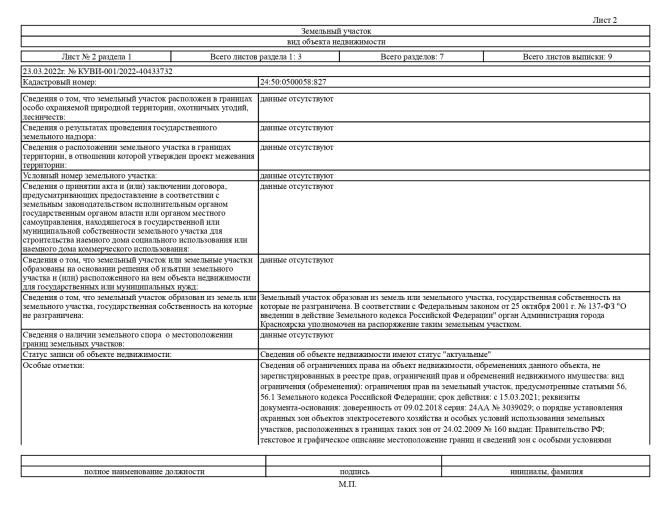 Лист 2
Земельный участок
вид объекта недвижимости
Лист № 2 раздела 1 Всего листов раздела 1: 3 Всего разделов: 7 Всего листов выписки: 9
23.03.2022г. № КУВИ-001/2022-40433732
Кадастровый номер: 24:50:0500058:827
Сведения о том, что земельный участок расположен в границах данные отсутствуют
особо охраняемой природной территории, охотничьих угодий,
лесничеств:
Сведения о результатах проведения государственного данные отсутствуют
земельного надзора:
Сведения о расположении земельного участка в границах данные отсутствуют
территории, в отношении которой утвержден проект межевания
территории:
Условный номер земельного участка: данные отсутствуют
Сведения о принятии акта и (или) заключении договора, данные отсутствуют
предусматривающих предоставление в соответствии с
земельным законодательством исполнительным органом
государственным органом власти или органом местного
самоуправления, находящегося в государственной или
муниципальной собственности земельного участка для
строительства наемного дома социального использования или
наемного дома коммерческого использования:
Сведения о том, что земельный участок или земельные участки данные отсутствуют
образованы на основании решения об изъятии земельного
участка и (или) расположенного на нем объекта недвижимости
для государственных или муниципальных нужд:
Сведения о том, что земельный участок образован из земель или Земельный участок образован из земель или земельного участка, государственная собственность на
земельного участка, государственная собственность на которые которые не разграничена. В соответствии с Федеральным законом от 25 октября 2001 г. № 137-ФЗ "О
не разграничена: введении в действие Земельного кодекса Российской Федерации" орган Администрация города
Красноярска уполномочен на распоряжение таким земельным участком.
Сведения о наличии земельного спора о местоположении данные отсутствуют
границ земельных участков:
Статус записи об объекте недвижимости: Сведения об объекте недвижимости имеют статус "актуальные"
Особые отметки: Сведения об ограничениях права на объект недвижимости, обременениях данного объекта, не
зарегистрированных в реестре прав, ограничений прав и обременений недвижимого имущества: вид
ограничения (обременения): ограничения прав на земельный участок, предусмотренные статьями 56,
56.1 Земельного кодекса Российской Федерации; срок действия: с 15.03.2021; реквизиты
документа-основания: доверенность от 09.02.2018 серия: 24АА № 3039029; о порядке установления
охранных зон объектов электросетевого хозяйства и особых условий использования земельных
участков, расположенных в границах таких зон от 24.02.2009 № 160 выдан: Правительство РФ;
текстовое и графическое описание местоположение границ и сведений зон с особыми условиями
полное наименование должности подпись инициалы, фамилия
М.П.